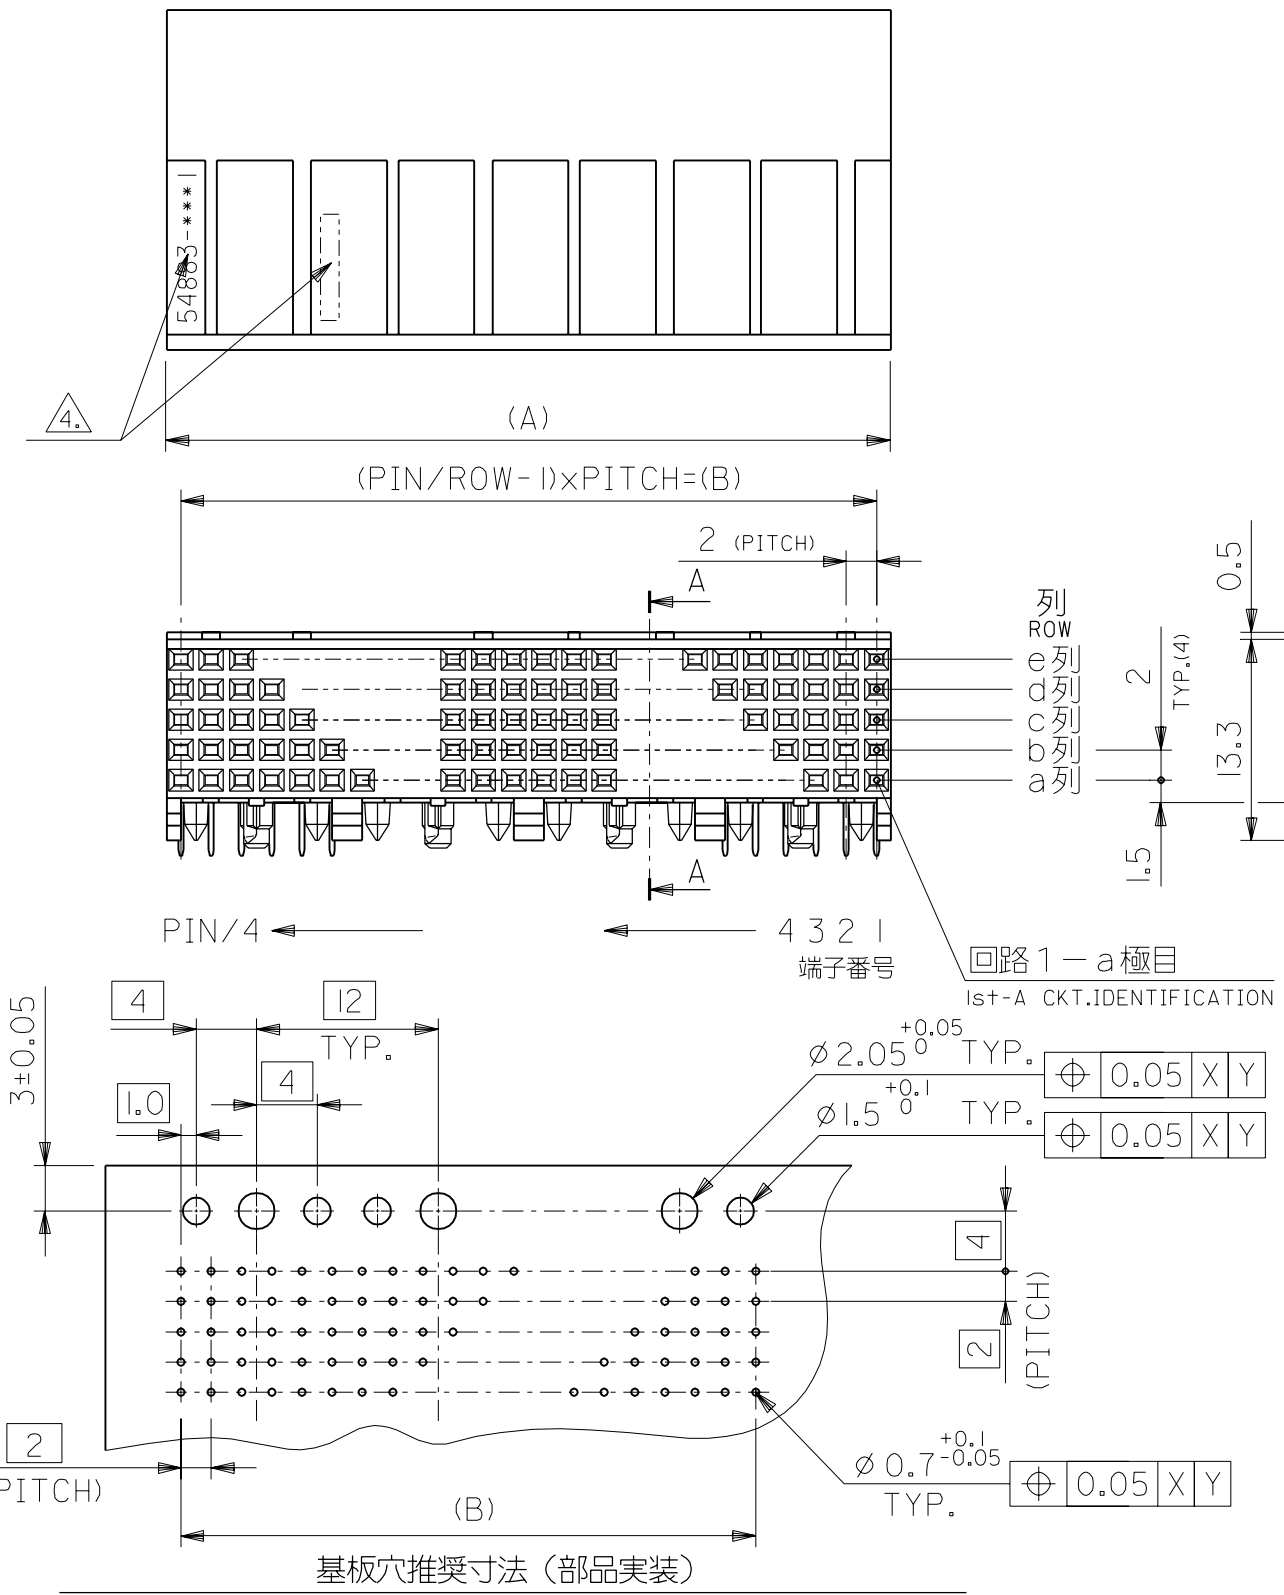 54863-***1
4.
(A)
(PIN/ROW-1)×PITCH=(B)
2 (PITCH)
A
0.5
列
ROW
e列
d列
c列
b列
a列
2
TYP.(4)
13.3
1.5
A
PIN/4
4 3 2 1
端子番号
回路1-a極目
1st-A CKT.IDENTIFICATION
3±0.05
4
12
TYP.
4
1.0
⌀2.05 +0.05 0 TYP.
⌖ 0.05 X Y
⌀1.5 +0.1 0 TYP.
⌖ 0.05 X Y
4
2
(PITCH)
2
PITCH)
(B)
⌀0.7 +0.1 -0.05
TYP.
⌖ 0.05 X Y
基板穴推奨寸法(部品実装)